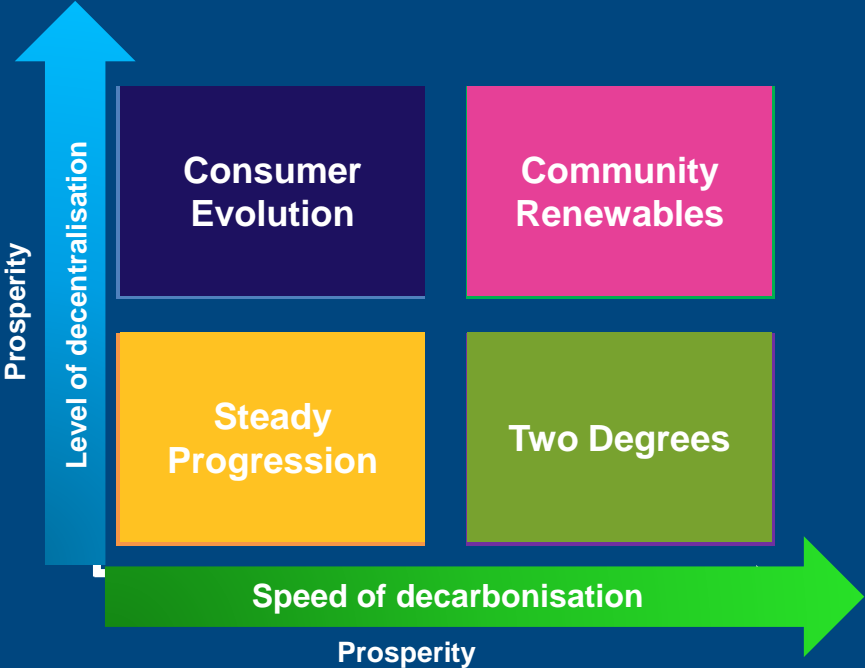 Prosperity
Level of decentralisation
Consumer
Evolution
Community
Renewables
Steady
Progression
Two Degrees
Speed of decarbonisation
Prosperity